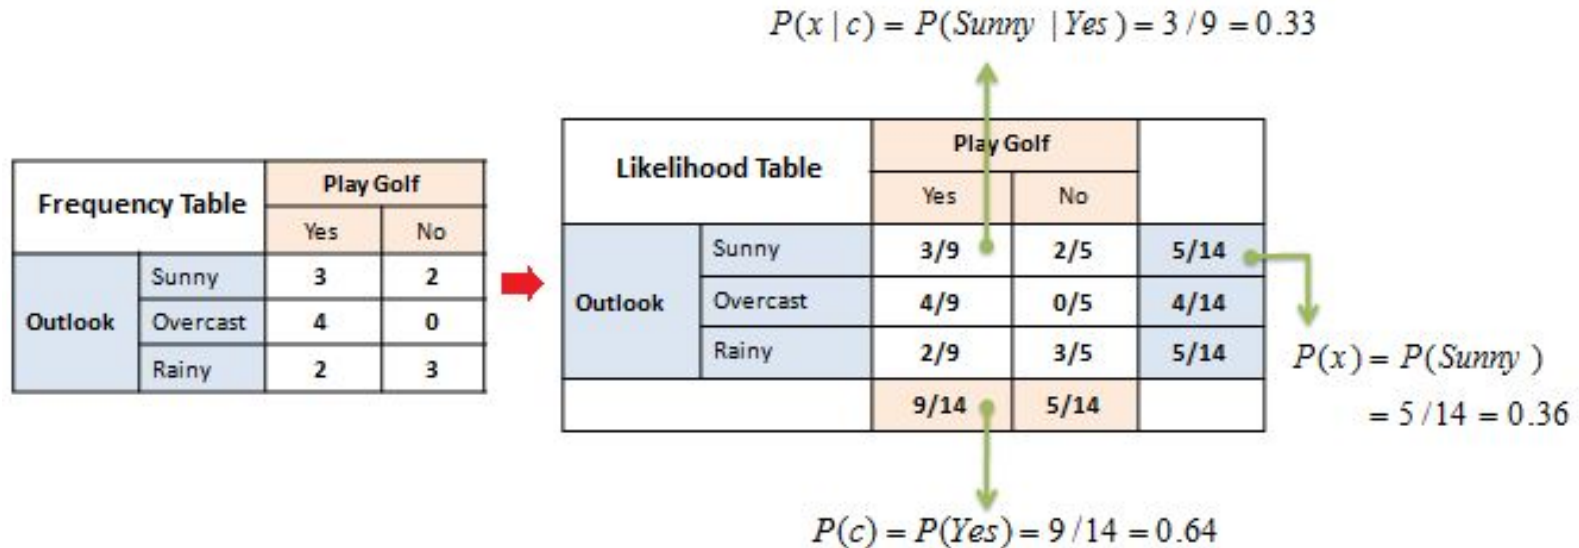 P(x | c) = P(Sunny | Yes) = 3 / 9 = 0.33
Frequency Table
Play Golf
Yes No
Outlook
Sunny 3 2
Overcast 4 0
Rainy 2 3
Likelihood Table
Play Golf
Yes No
Outlook
Sunny 3/9 2/5 5/14
Overcast 4/9 0/5 4/14
Rainy 2/9 3/5 5/14
9/14 5/14
P(x) = P(Sunny )
= 5 / 14 = 0.36
P(c) = P(Yes) = 9 / 14 = 0.64